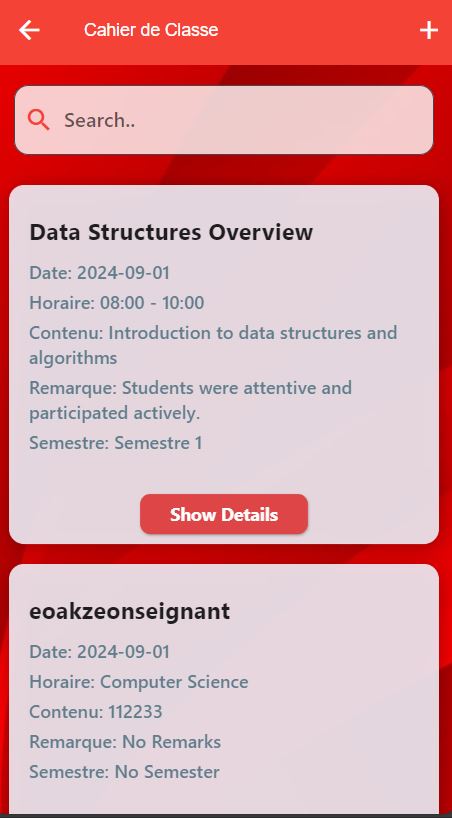 Cahier de Classe
Search..
Data Structures Overview
Date: 2024-09-01
Horaire: 08:00 - 10:00
Contenu: Introduction to data structures and
algorithms
Remarque: Students were attentive and
participated actively.
Semestre: Semestre 1
Show Details
eoakzeonseignant
Date: 2024-09-01
Horaire: Computer Science
Contenu: 112233
Remarque: No Remarks
Semestre: No Semester